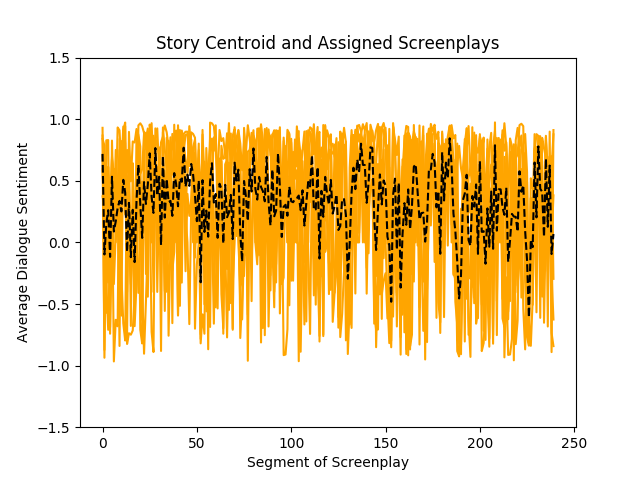 Story Centroid and Assigned Screenplays
1.5
1.0
0.5
0.0
−0.5
−1.0
−1.5
Average Dialogue Sentiment
0 50 100 150 200 250
Segment of Screenplay